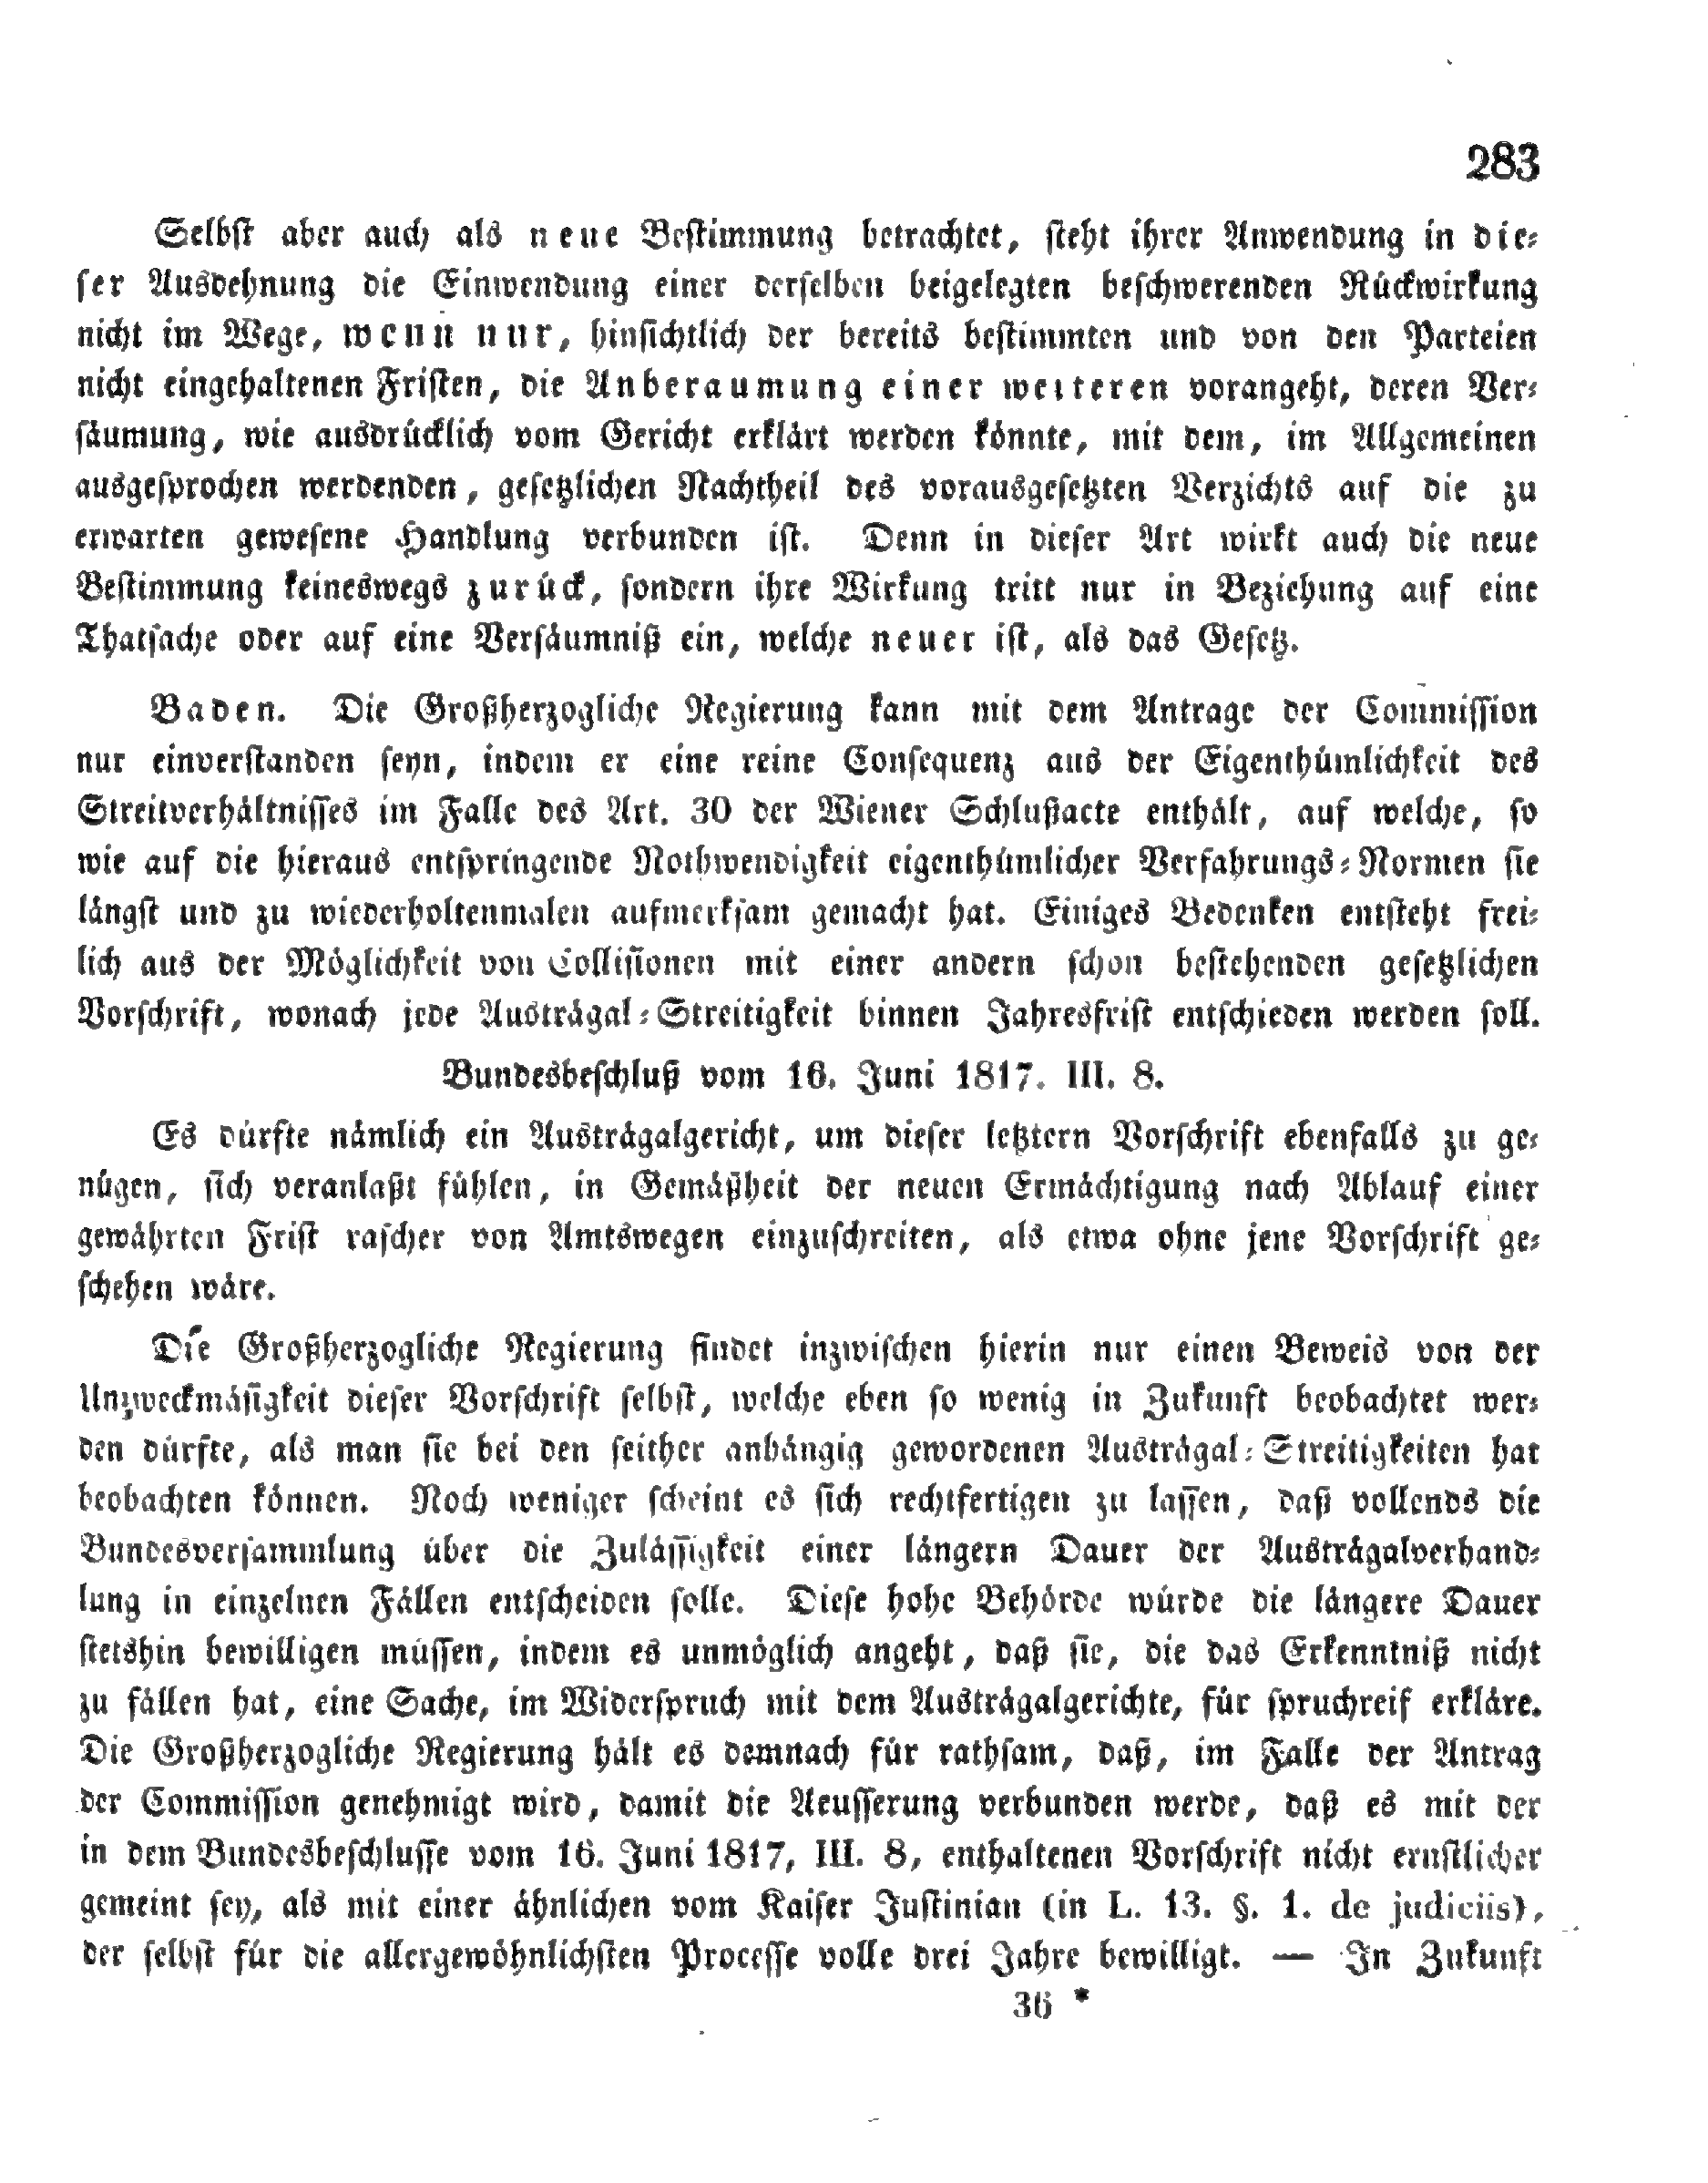 283
Selbst aber auch als neue Bestimmung betrachtet, steht ihrer Anwendung in die-
ser Ausdehnung die Einwendung einer derselben beigelegten beschwerenden Rückwirkung
nicht im Wege, wenn nur, hinsichtlich der bereits bestimmten und von den Parteien
nicht eingehaltenen Fristen, die Anberaumung einer weiteren vorangeht, deren Ver-
säumung, wie ausdrücklich vom Gericht erklärt werden könnte, mit dem, im Allgemeinen
ausgesprochen werdenden, gesetzlichen Nachtheil des vorausgesetzten Verzichts auf die zu
erwarten gewesene Handlung verbunden ist. Denn in dieser Art wirkt auch die neue
Bestimmung keineswegs zurück, sondern ihre Wirkung tritt nur in Beziehung auf eine
Thatsache oder auf eine Versäumniß ein, welche neuer ist, als das Gesetz.
Baden. Die Großherzogliche Regierung kann mit dem Antrage der Commission
nur einverstanden seyn, indem er eine reine Consequenz aus der Eigenthümlichkeit des
Streitverhältnisses im Falle des Art. 30 der Wiener Schlußacte enthält, auf welche, so
wie auf die hieraus entspringende Nothwendigkeit eigenthümlicher Verfahrungs-Normen sie
längst und zu wiederholtenmalen aufmerksam gemacht hat. Einiges Bedenken entsteht frei-
lich aus der Möglichkeit von Collisionen mit einer andern schon bestehenden gesetzlichen
Vorschrift, wonach jede Austrägal-Streitigkeit binnen Jahresfrist entschieden werden soll.
Bundesbeschluß vom 16. Juni 1817. III. 8.
Es dürfte nämlich ein Austrägalgericht, um dieser letztern Vorschrift ebenfalls zu ge-
nügen, sich veranlaßt fühlen, in Gemäßheit der neuen Ermächtigung nach Ablauf einer
gewährten Frist rascher von Amtswegen einzuschreiten, als etwa ohne jene Vorschrift ge-
schehen wäre.
Die Großherzogliche Regierung findet inzwischen hierin nur einen Beweis von der
Unzweckmäsigkeit dieser Vorschrift selbst, welche eben so wenig in Zukunft beobachtet wer-
den dürfte, als man sie bei den seither anhängig gewordenen Austrägal-Streitigkeiten hat
beobachten können. Noch weniger scheint es sich rechtfertigen zu lassen, daß vollends die
Bundesversammlung über die Zulässigkeit einer längern Dauer der Austrägalverhand-
lung in einzelnen Fällen entscheiden solle. Diese hohe Behörde würde die längere Dauer
stetshin bewilligen müssen, indem es unmöglich angeht, daß sie, die das Erkenntniß nicht
zu fällen hat, eine Sache, im Widerspruch mit dem Austrägalgerichte, für spruchreif erkläre.
Die Großherzogliche Regierung hält es demnach für rathsam, daß, im Falle der Antrag
der Commission genehmigt wird, damit die Aeusserung verbunden werde, daß es mit der
in dem Bundesbeschlusse vom 16. Juni 1817, III. 8, enthaltenen Vorschrift nicht ernstlicher
gemeint sey, als mit einer ähnlichen vom Kaiser Justinian (in L. 13. §. 1. de judiciis),
der selbst für die allergewöhnlichsten Processe volle drei Jahre bewilligt. — In Zukunft
36 *